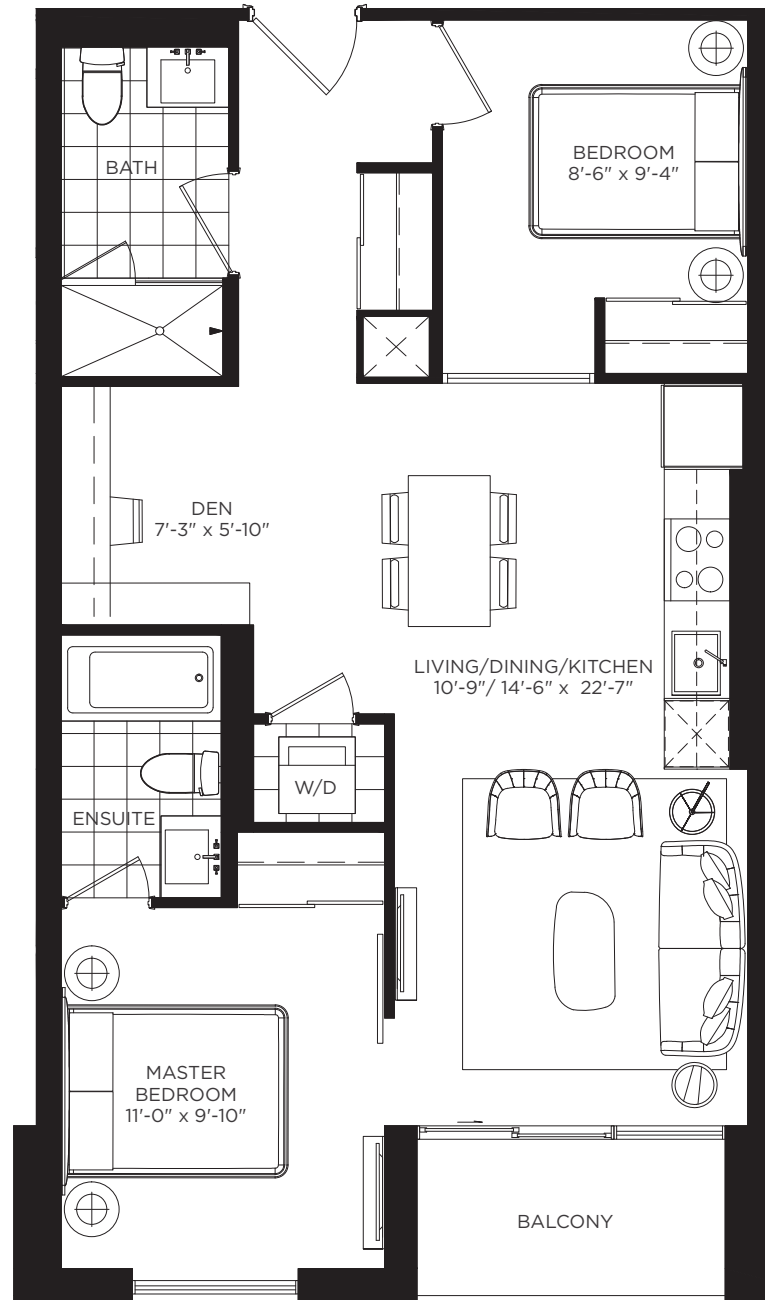 BATH
BEDROOM
8'-6" x 9'-4"
DEN
7'-3" x 5'-10"
LIVING/DINING/KITCHEN
10'-9"/ 14'-6" x 22'-7"
W/D
ENSUITE
MASTER
BEDROOM
11'-0" x 9'-10"
BALCONY